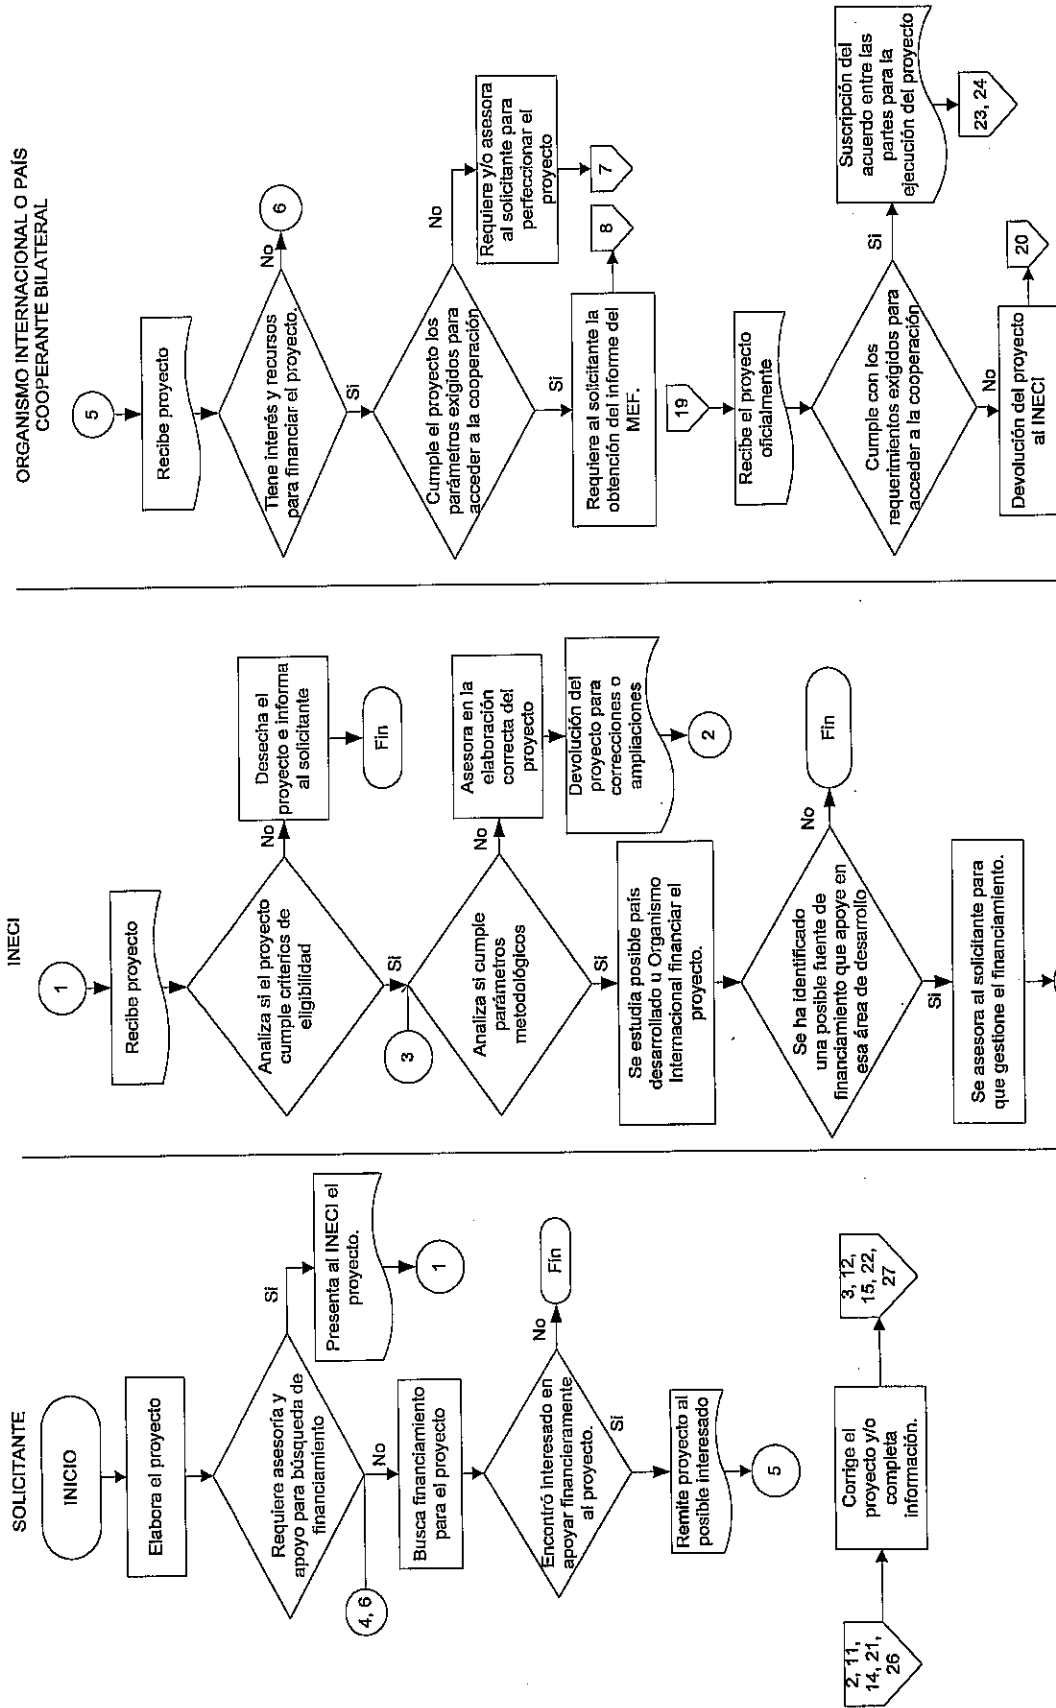 SOLICITANTE
INICIO
Elabora el proyecto
Requiere asesoría y
apoyo para búsqueda de
financiamiento
Si
Presenta al INECI el
proyecto.
1
4, 6
No
Busca financiamiento
para el proyecto
Encontró interesado en
apoyar financieramente
al proyecto.
No
Fin
Si
Remite proyecto al
posible interesado
5
2, 11,
14, 21,
26
Corrige el
proyecto y/o
completa
información.
3, 12,
15, 22,
27
INECI
1
Recibe proyecto
Analiza si el proyecto
cumple criterios de
eligibilidad
No
Desecha el
proyecto e informa
al solicitante
Fin
Si
3
Analiza si cumple
parámetros
metodológicos
No
Asesora en la
elaboración
correcta del
proyecto
Devolución del
proyecto para
correcciones o
ampliaciones
2
Si
Se estudia posible país
desarrollado u Organismo
Internacional financiar el
proyecto.
Se ha identificado
una posible fuente de
financiamiento que apoye en
esa área de desarrollo
No
Fin
Si
Se asesora al solicitante para
que gestione el financiamiento.
ORGANISMO INTERNACIONAL O PAÍS
COOPERANTE BILATERAL
5
Recibe proyecto
Tiene interés y recursos
para financiar el proyecto.
No
6
Si
Cumple el proyecto los
parámetros exigidos para
acceder a la cooperación
No
Requiere y/o asesora
al solicitante para
perfeccionar el
proyecto
7
Si
Requiere al solicitante la
obtención del informe del
MEF.
8
19
Recibe el proyecto
oficialmente
Cumple con los
requerimientos exigidos para
acceder a la cooperación
Si
Suscripción del
acuerdo entre las
partes para la
ejecución del proyecto
23, 24
No
Devolución del proyecto
al INECI
20